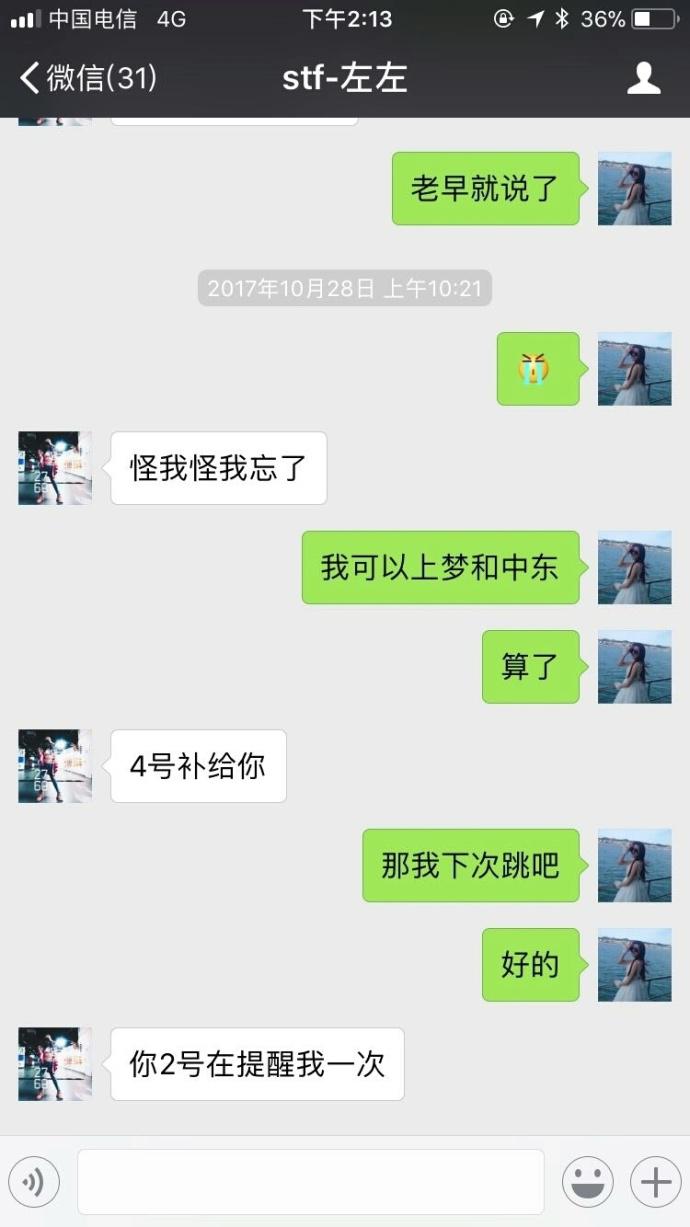 中国电信 4G 下午2:13 36%
微信(31) stf-左左
老早就说了
2017年10月28日 上午10:21
怪我怪我忘了
我可以上梦和中东
算了
4号补给你
那我下次跳吧
好的
你2号在提醒我一次